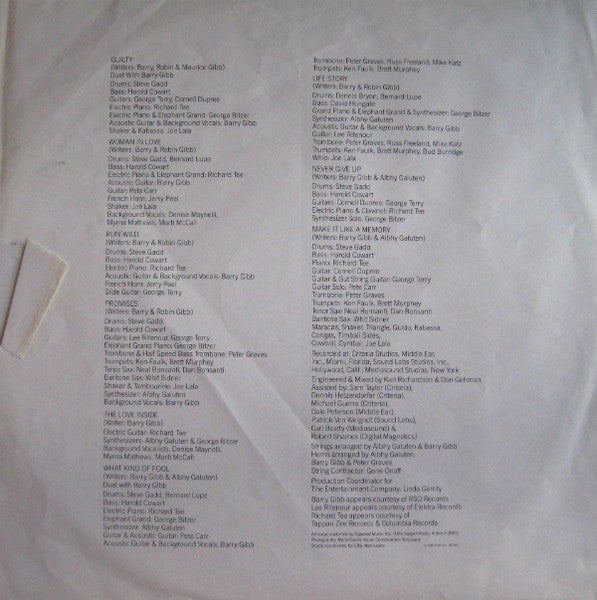 GUILTY
(Writers: Barry, Robin & Maurice Gibb)
Duet With Barry Gibb
Drums: Steve Gadd
Bass: Harold Cowart
Guitars: George Terry, Cornell Dupree
Electric Piano: Richard Tee
Electric Piano & Elephant Grand: George Bitzer
Acoustic Guitar & Background Vocals: Barry Gibb
Shaker & Kabassa: Joe Lala
WOMAN IN LOVE
(Writers: Barry & Robin Gibb)
Drums: Steve Gadd, Bernard Lupe
Bass: Harold Cowart
Electric Piano & Elephant Grand: Richard Tee
Acoustic Guitar: Barry Gibb
Guitar: Pete Carr
French Horn: Jerry Peel
Shaker: Joe Lala
Background Vocals: Denise Maynelli,
Myrna Mathews, Marti McCall
RUN WILD
(Writers: Barry & Robin Gibb)
Drums: Steve Gadd
Bass: Harold Cowart
Electric Piano: Richard Tee
Acoustic Guitar & Background Vocals: Barry Gibb
French Horn: Jerry Peel
Slide Guitar: George Terry
PROMISES
(Writers: Barry & Robin Gibb)
Drums: Steve Gadd
Bass: Harold Cowart
Guitars: Lee Ritenour, George Terry
Elephant Grand Piano: George Bitzer
Trombone & Half Speed Bass Trombone: Peter Graves
Trumpets: Ken Faulk, Brett Murphey
Tenor Sax: Neal Bonsanti, Dan Bonsanti
Baritone Sax: Whit Sidner
Shaker & Tambourine: Joe Lala
Synthesizer: Albhy Galuten
Background Vocals: Barry Gibb
THE LOVE INSIDE
(Writer: Barry Gibb)
Electric Guitar: Richard Tee
Synthesizers: Albhy Galuten & George Bitzer
Background Vocalists: Denise Maynelli,
Myrna Mathews, Marti McCall
WHAT KIND OF FOOL
(Writers: Barry Gibb & Albhy Galuten)
Duet with Barry Gibb
Drums: Steve Gadd, Bernard Lupe
Bass: Harold Cowart
Electric Piano: Richard Tee
Elephant Grand: George Bitzer
Synthesizer: Albhy Galuten
Guitar & Acoustic Guitar: Pete Carr
Acoustic Guitar & Background Vocals: Barry Gibb
Trombone: Peter Graves, Russ Freeland, Mike Katz
Trumpets: Ken Faulk, Brett Murphey
LIFE STORY
(Writers: Barry & Robin Gibb)
Drums: Dennis Bryon, Bernard Lupe
Bass: David Hungate
Grand Piano & Elephant Grand & Synthesizer: George Bitzer
Synthesizer: Albhy Galuten
Acoustic Guitar & Background Vocals: Barry Gibb
Guitar: Lee Ritenour
Trombone: Peter Graves, Russ Freeland, Mike Katz
Trumpets: Ken Faulk, Brett Murphey, Bud Burridge
Whip: Joe Lala
NEVER GIVE UP
(Writers: Barry Gibb & Albhy Galuten)
Drums: Steve Gadd
Bass: Harold Cowart
Guitars: Cornell Dupree, George Terry
Electric Piano & Clavinet: Richard Tee
Synthesizer Solo: George Bitzer
MAKE IT LIKE A MEMORY
(Writers: Barry Gibb & Albhy Galuten)
Drums: Steve Gadd
Bass: Harold Cowart
Piano: Richard Tee
Guitar: Cornell Dupree
Guitar & Gut String Guitar: George Terry
Guitar Solo: Pete Carr
Trombone: Peter Graves
Trumpets: Ken Faulk, Brett Murphey
Tenor Sax: Neal Bonsanti, Dan Bonsanti
Baritone Sax: Whit Sidner
Maracas, Shaker, Triangle, Guido, Kabassa,
Congas, Timbali Sides,
Cowbell, Cymbal: Joe Lala
Recorded at: Criteria Studios, Middle Ear,
Inc., Miami, Florida; Sound Labs Studios, Inc.,
Hollywood, Calif.; Mediasound Studios, New York
Engineered & Mixed by Karl Richardson & Don Gehman
Assisted by: Sam Taylor (Criteria),
Dennis Hetzendorfer (Criteria),
Michael Guerra (Criteria),
Dale Petersen (Middle Ear),
Patrick Von Weignot (Sound Labs),
Carl Beatty (Mediasound) &
Robert Shames (Digital Magnetics)
Strings arranged by Albhy Galuten & Barry Gibb
Horns arranged by Albhy Galuten,
Barry Gibb & Peter Graves
String Contractor: Gene Orloff
Production Coordinator for
The Entertainment Company: Linda Gerrity
Barry Gibb appears courtesy of RSO Records
Lee Ritenour appears courtesy of Elektra Records
Richard Tee appears courtesy of
Tappan Zee Records & Columbia Records